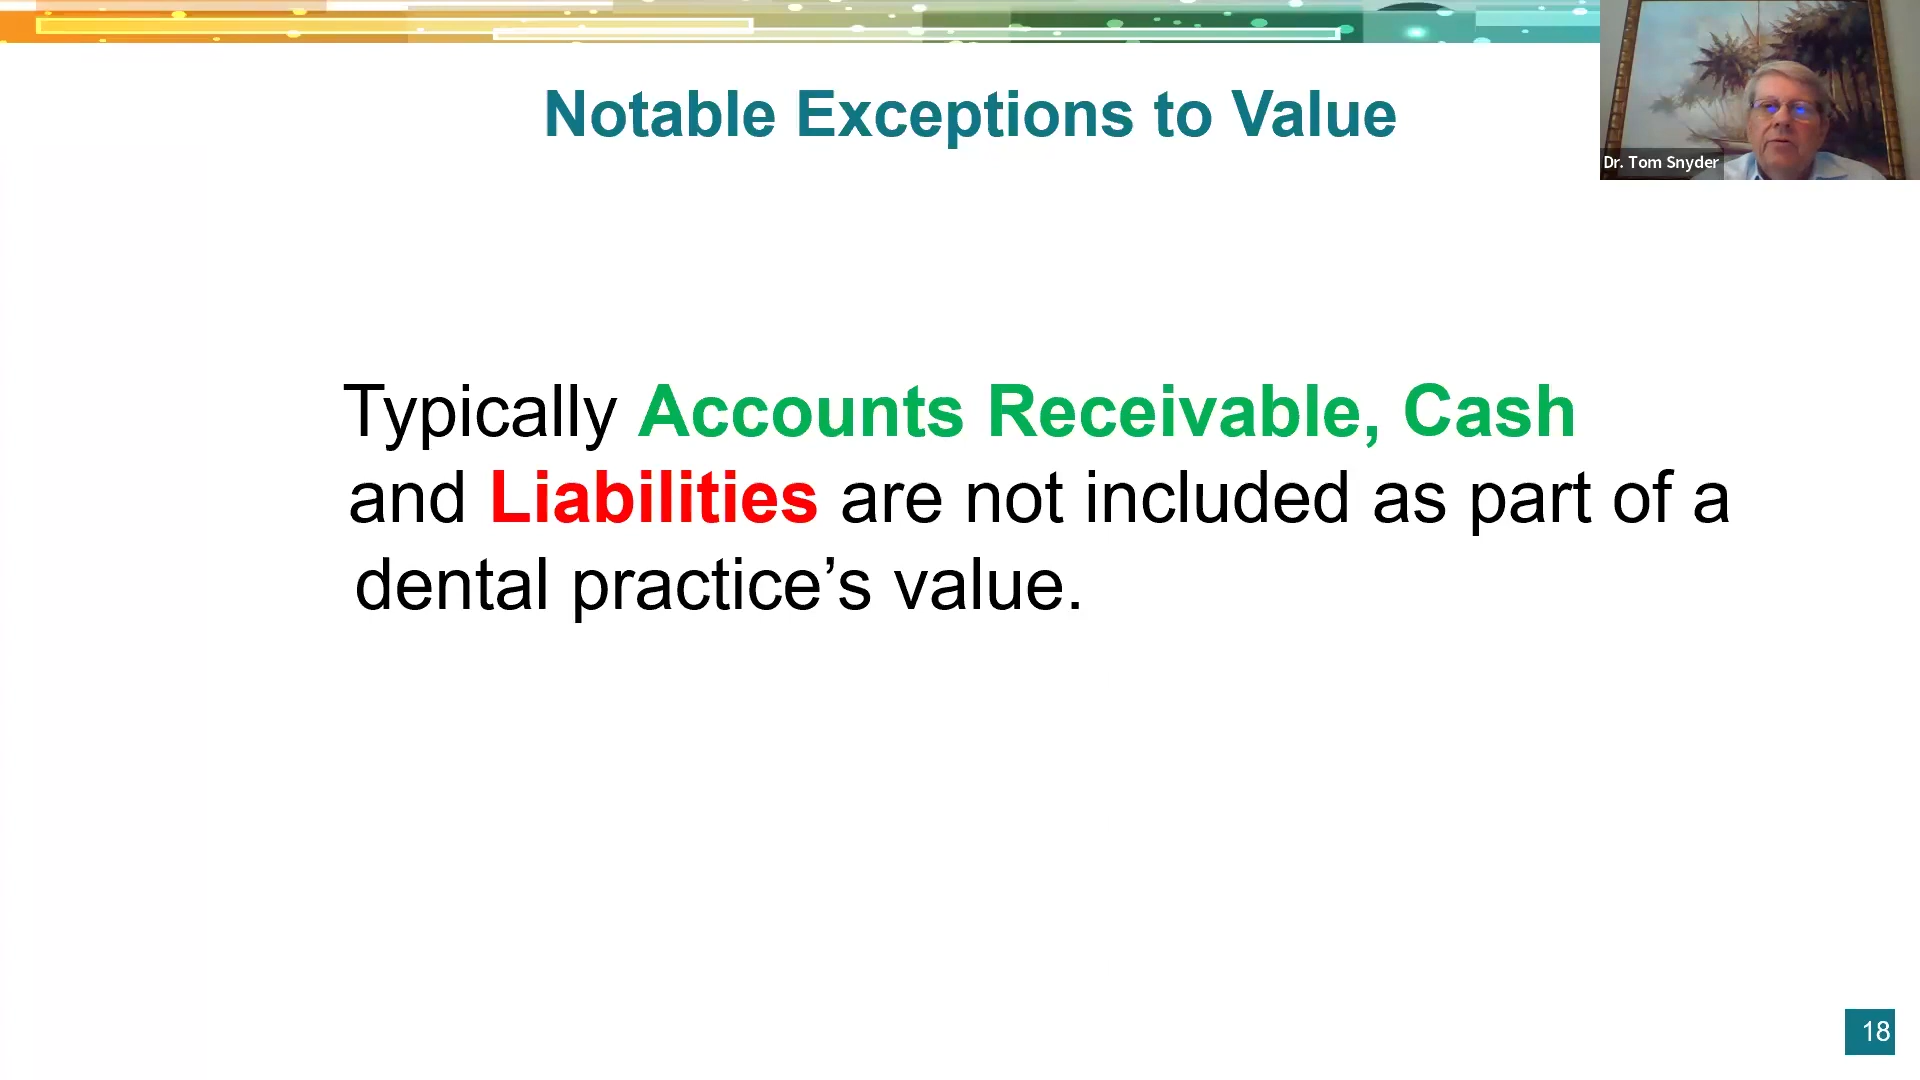 Notable Exceptions to Value
Dr. Tom Snyder
Typically Accounts Receivable, Cash
and Liabilities are not included as part of a
dental practice’s value.
18